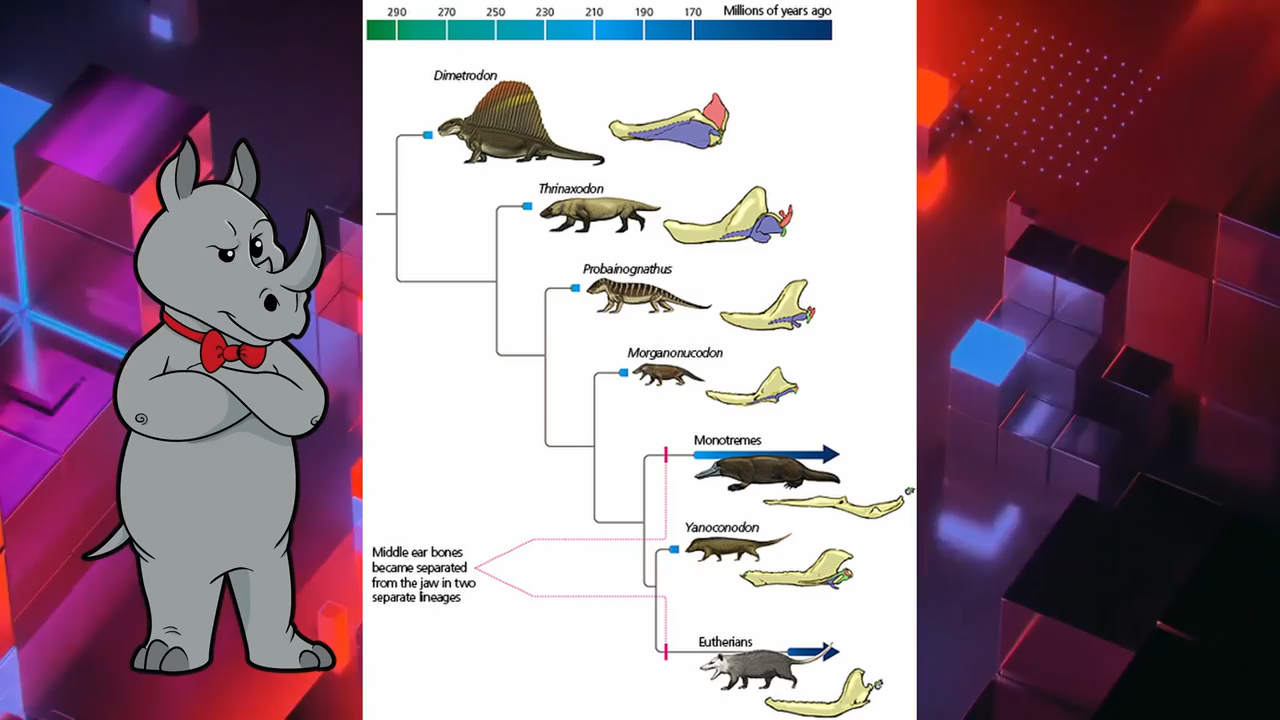 290 250 250 230 210 190 170 Millions of years ago
Dimetrodon
Thrinaxodon
Probainognathus
Morganonucodon
Monotremes
Yanoconodon
Middle ear bones
became separated
from the jaw in two
separate lineages
Eutherians